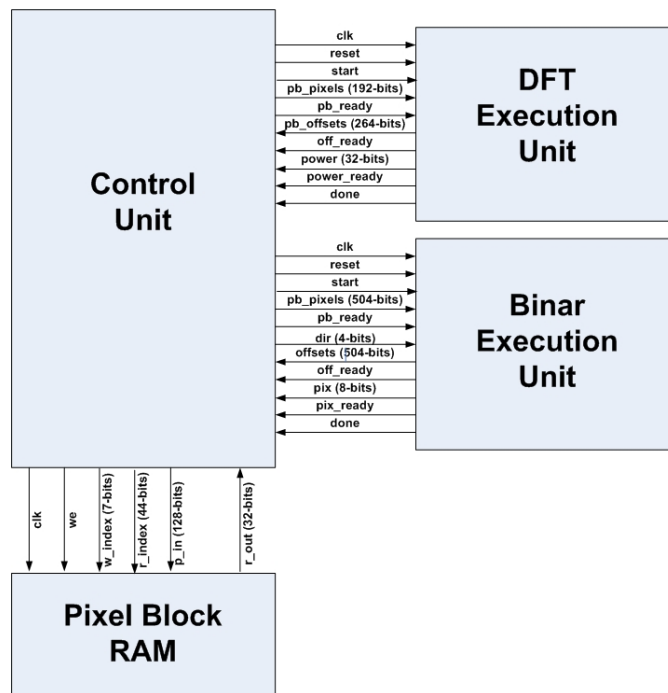 Control
Unit
clk
reset
start
pb_pixels (192-bits)
pb_ready
pb_offsets (264-bits)
off_ready
power (32-bits)
power_ready
done
DFT
Execution
Unit
clk
reset
start
pb_pixels (504-bits)
pb_ready
dir (4-bits)
offsets (504-bits)
off_ready
pix (8-bits)
pix_ready
done
Binar
Execution
Unit
clk
we
w_index (7-bits)
r_index (44-bits)
p_in (128-bits)
r_out (32-bits)
Pixel Block
RAM